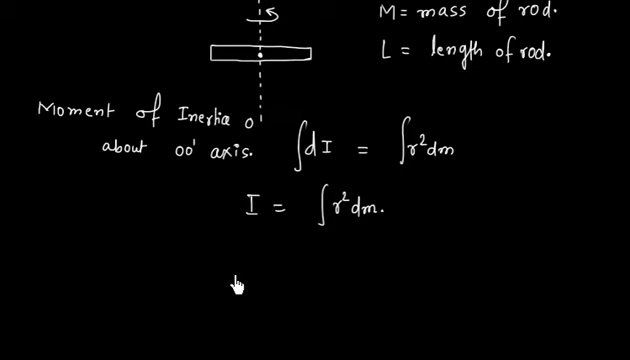 M = mass of rod.
L = length of rod.
Moment of Inertia O
about OO' axis. ∫dI = ∫r²dm
I = ∫r²dm.